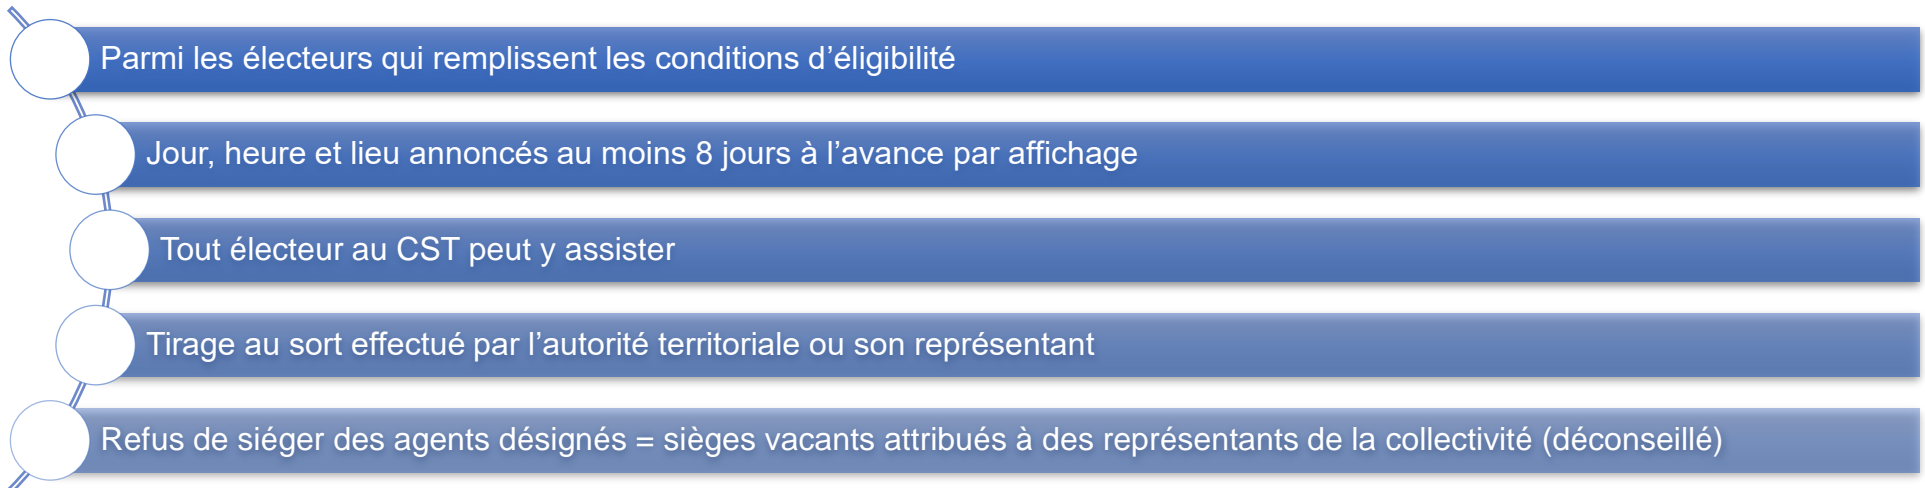 Parmi les électeurs qui remplissent les conditions d’éligibilité
Jour, heure et lieu annoncés au moins 8 jours à l’avance par affichage
Tout électeur au CST peut y assister
Tirage au sort effectué par l’autorité territoriale ou son représentant
Refus de siéger des agents désignés = sièges vacants attribués à des représentants de la collectivité (déconseillé)